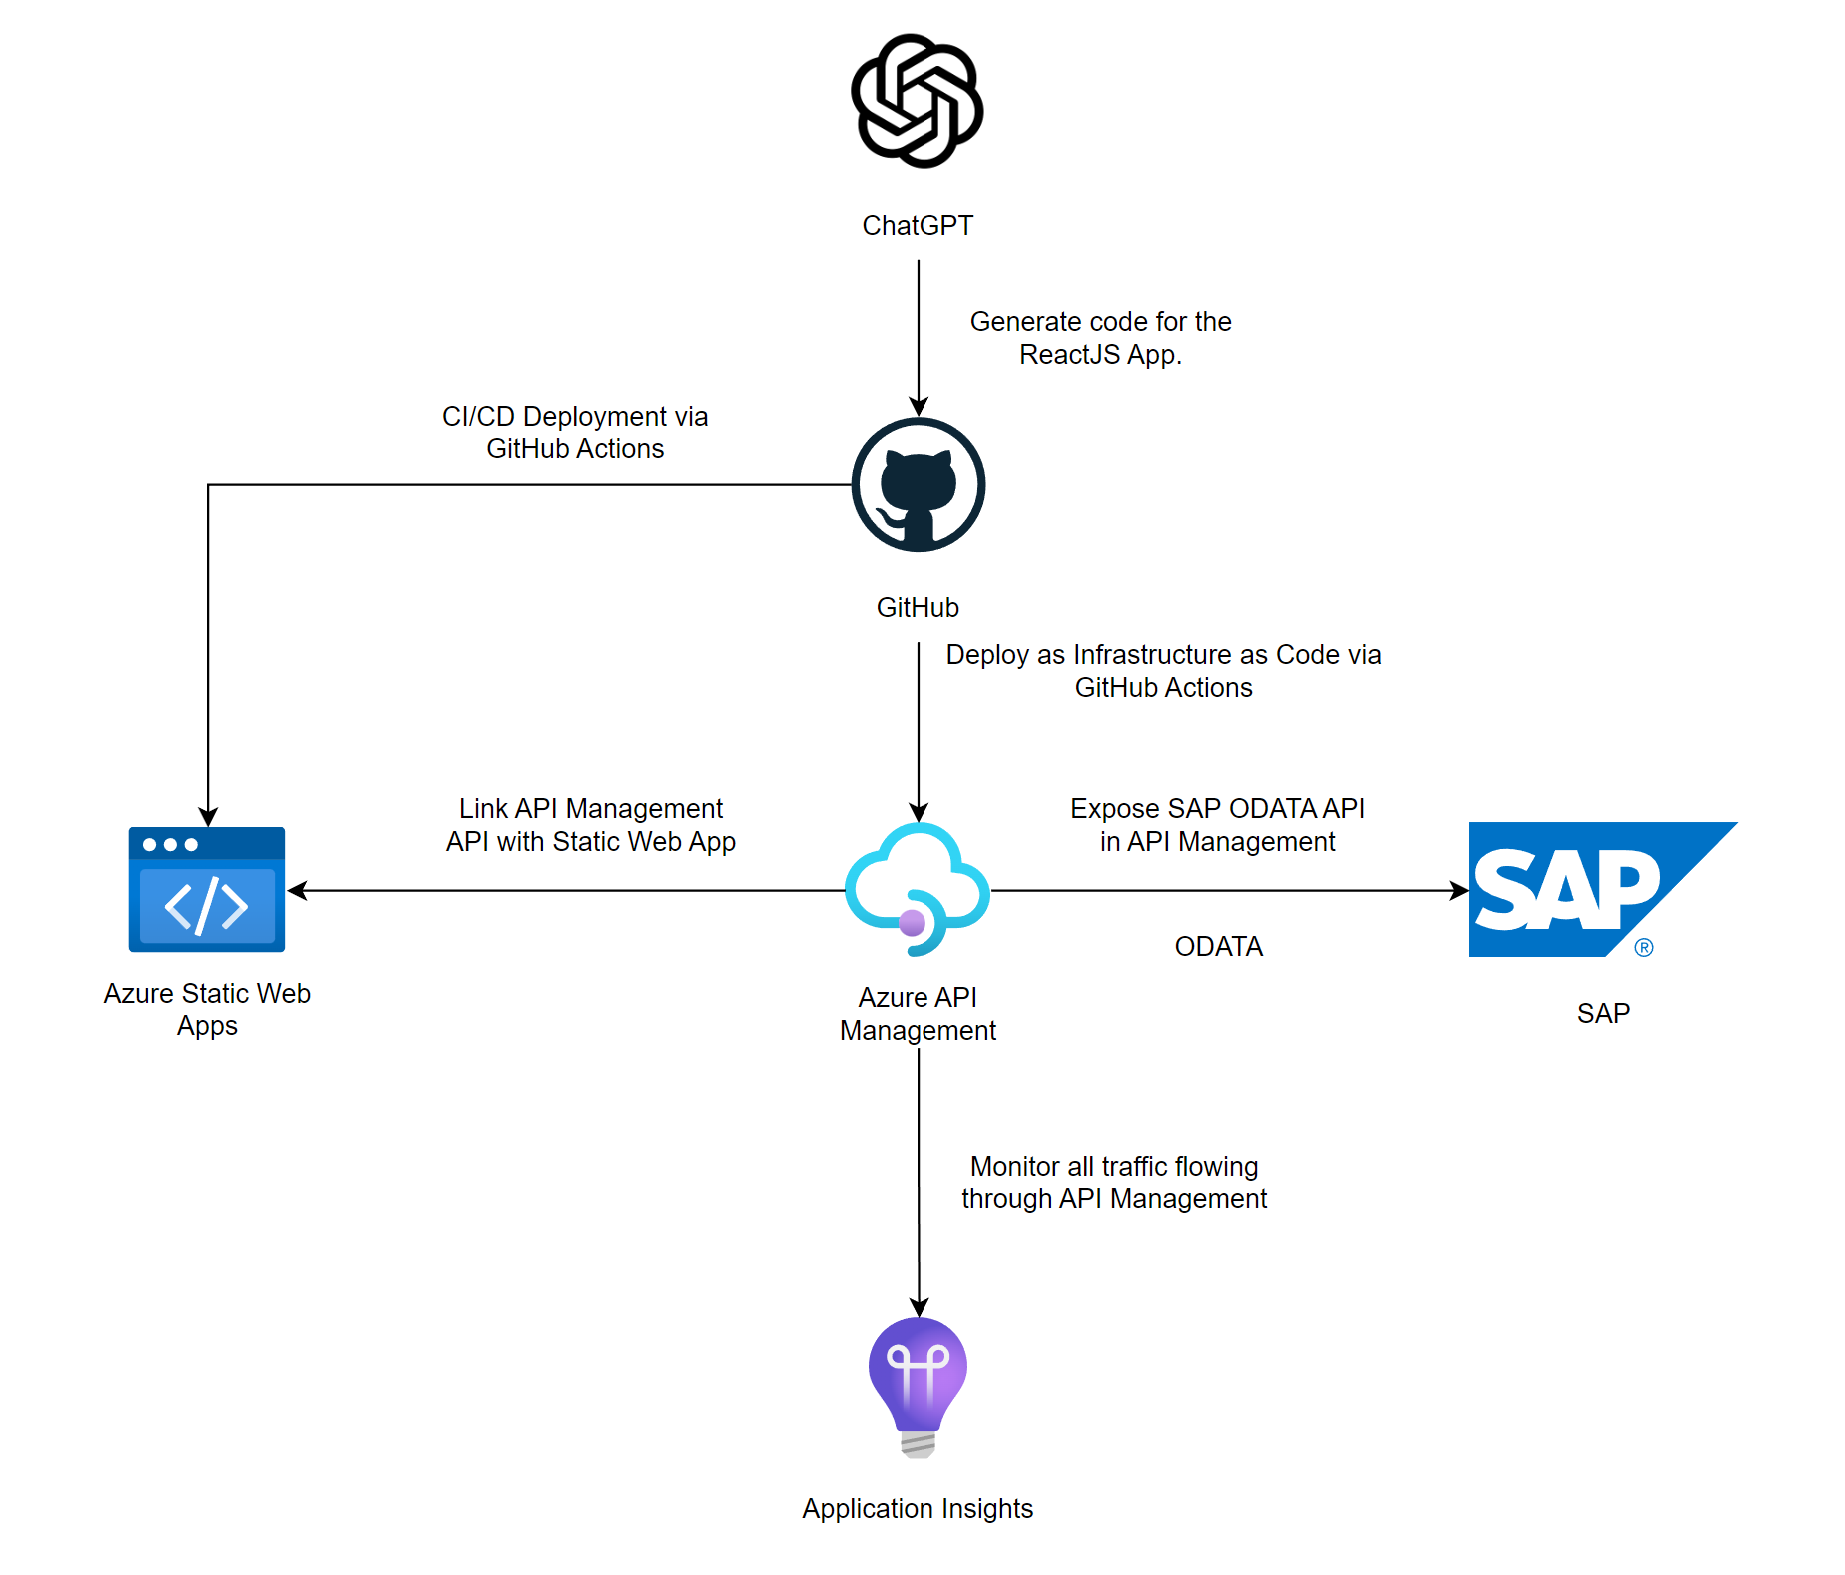 ChatGPT
Generate code for the
ReactJS App.
CI/CD Deployment via
GitHub Actions
GitHub
Deploy as Infrastructure as Code via
GitHub Actions
Link API Management
API with Static Web App
Expose SAP ODATA API
in API Management
SAP
®
ODATA
Azure Static Web
Apps
Azure API
Management
SAP
Monitor all traffic flowing
through API Management
Application Insights